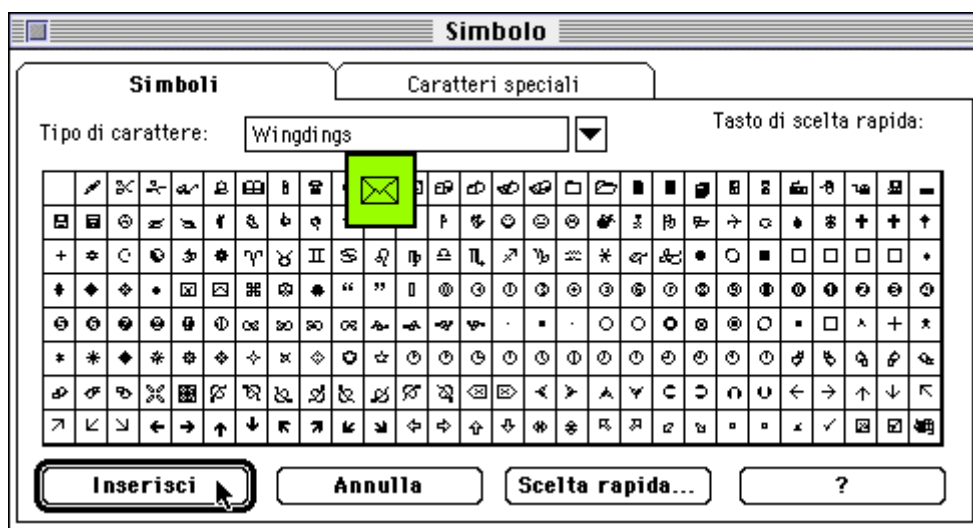 Simbolo
Simboli
Caratteri speciali
Tipo di carattere:
Wingdings
Tasto di scelta rapida:
Inserisci
Annulla
Scelta rapida...
?